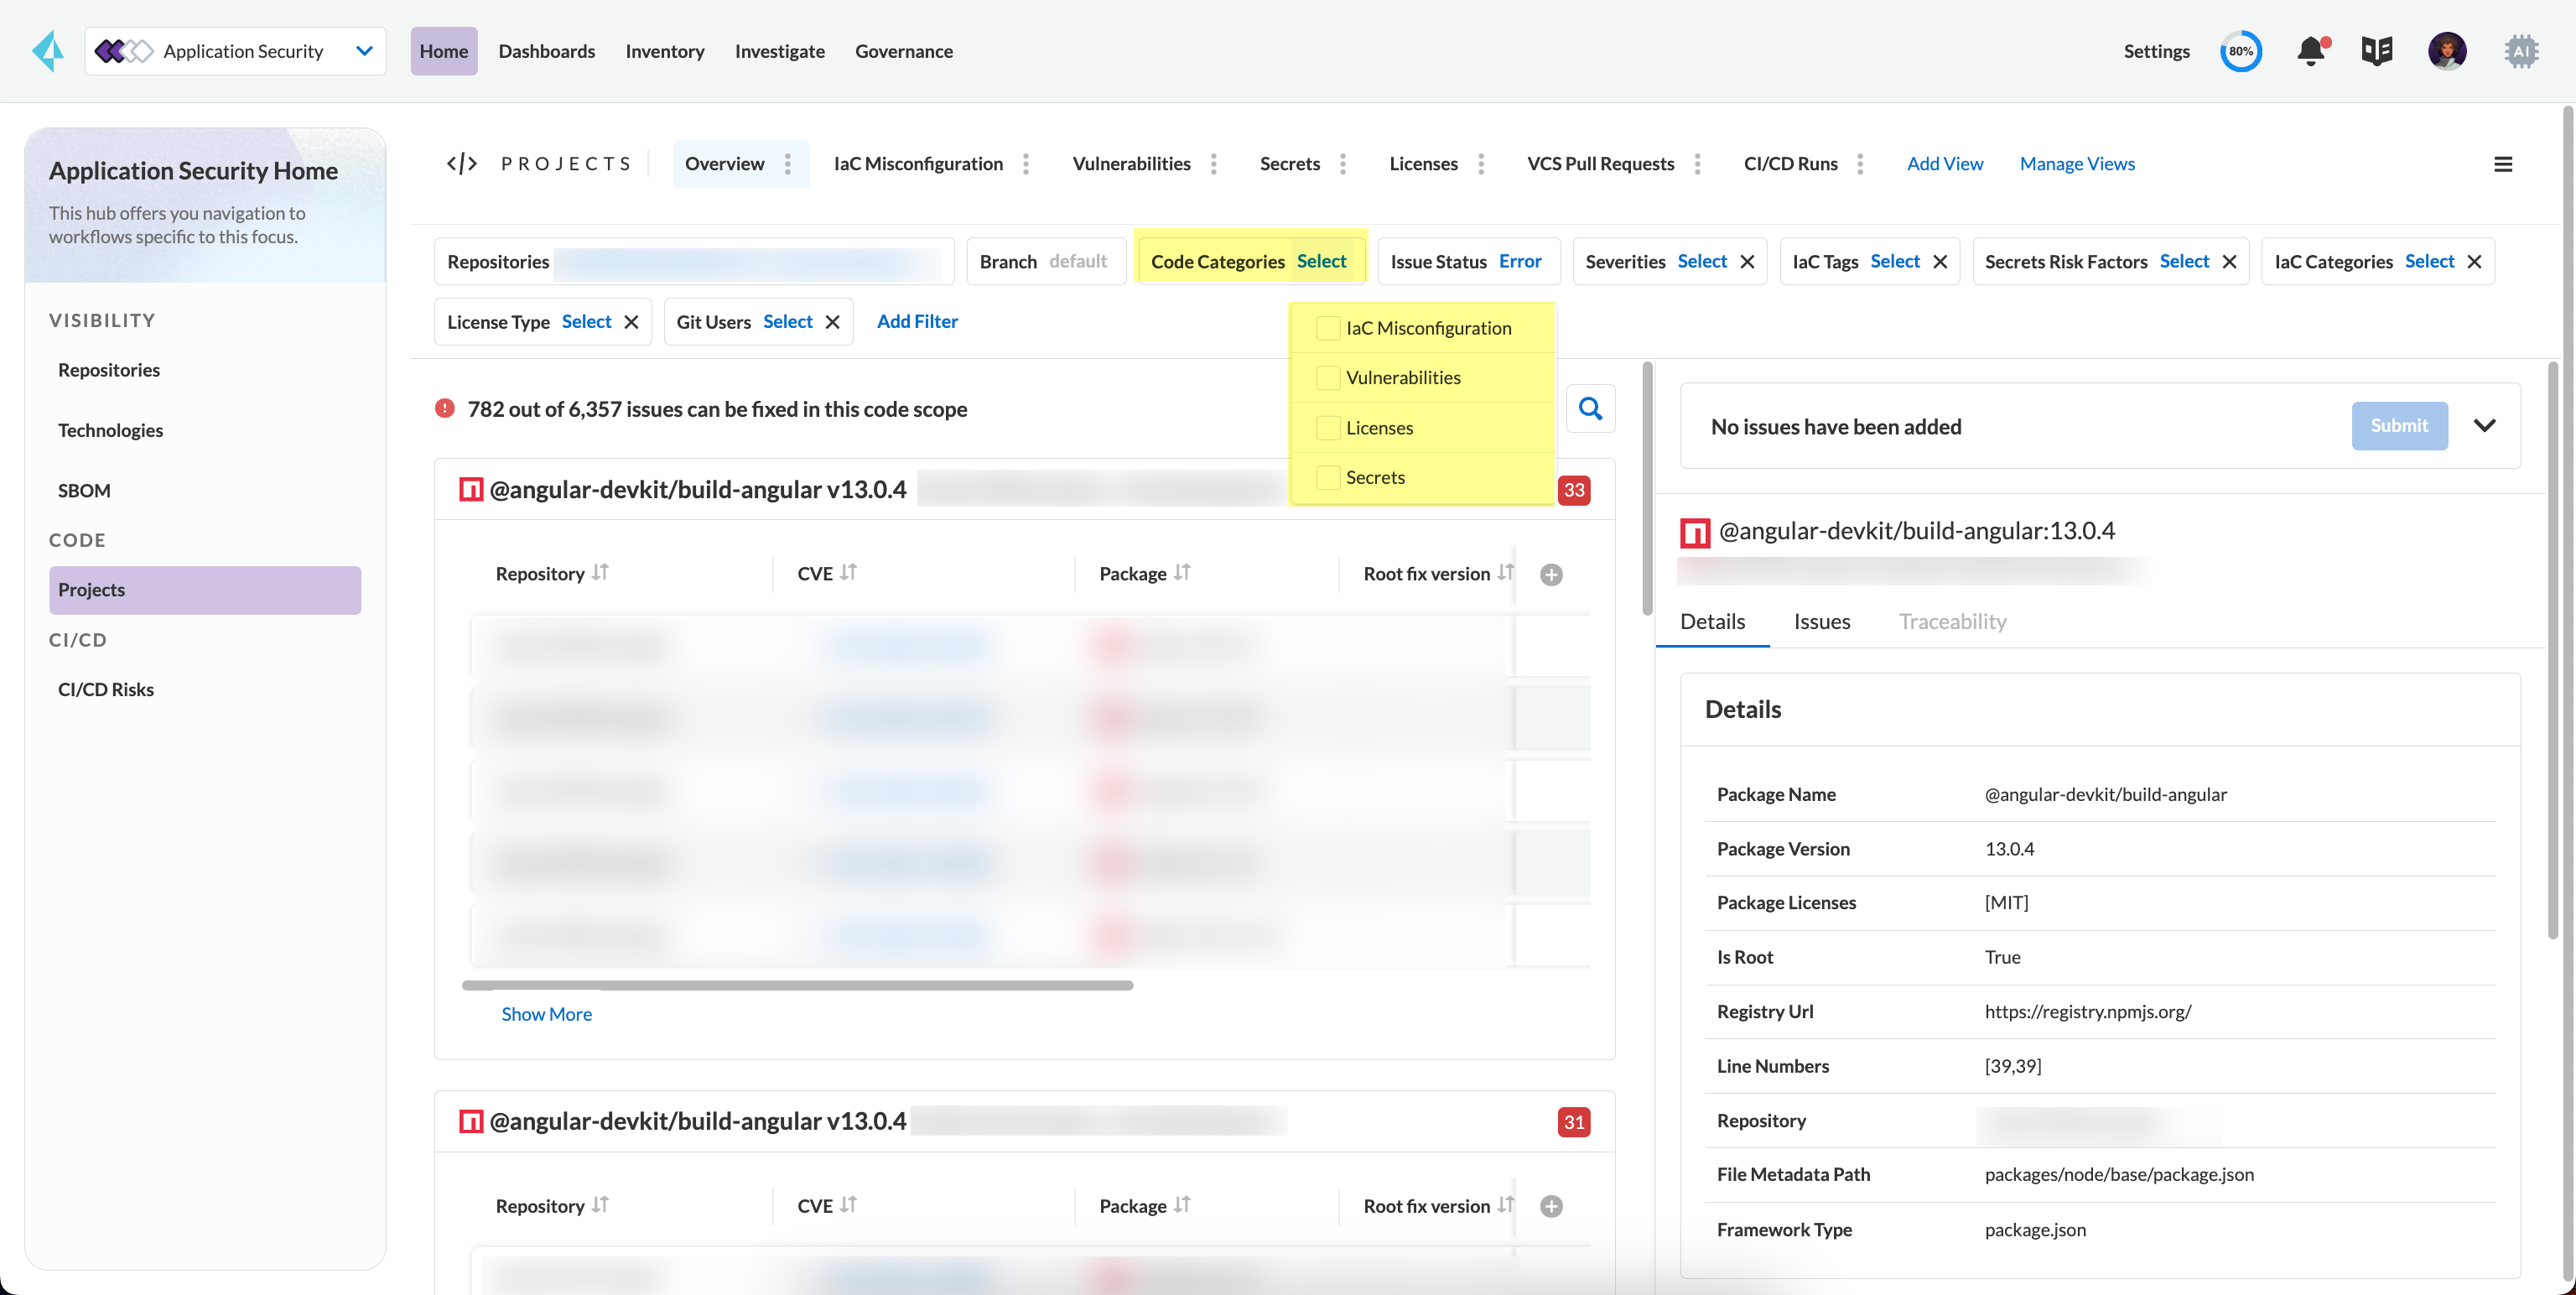 Application Security
Home
Dashboards
Inventory
Investigate
Governance
Settings
80%
AI
Application Security Home
This hub offers you navigation to
workflows specific to this focus.
VISIBILITY
Repositories
Technologies
SBOM
CODE
Projects
CI/CD
CI/CD Risks
</> PROJECTS
Overview
IaC Misconfiguration
Vulnerabilities
Secrets
Licenses
VCS Pull Requests
CI/CD Runs
Add View
Manage Views
Repositories
Branch default
Code Categories Select
Issue Status Error
Severities Select
IaC Tags Select
Secrets Risk Factors Select
IaC Categories Select
License Type Select
Git Users Select
Add Filter
IaC Misconfiguration
Vulnerabilities
Licenses
Secrets
782 out of 6,357 issues can be fixed in this code scope
@angular-devkit/build-angular v13.0.4
33
Repository
CVE
Package
Root fix version
Show More
@angular-devkit/build-angular v13.0.4
31
Repository
CVE
Package
Root fix version
No issues have been added
Submit
@angular-devkit/build-angular:13.0.4
Details
Issues
Traceability
Details
Package Name @angular-devkit/build-angular
Package Version 13.0.4
Package Licenses [MIT]
Is Root True
Registry Url https://registry.npmjs.org/
Line Numbers [39,39]
Repository
File Metadata Path packages/node/base/package.json
Framework Type package.json